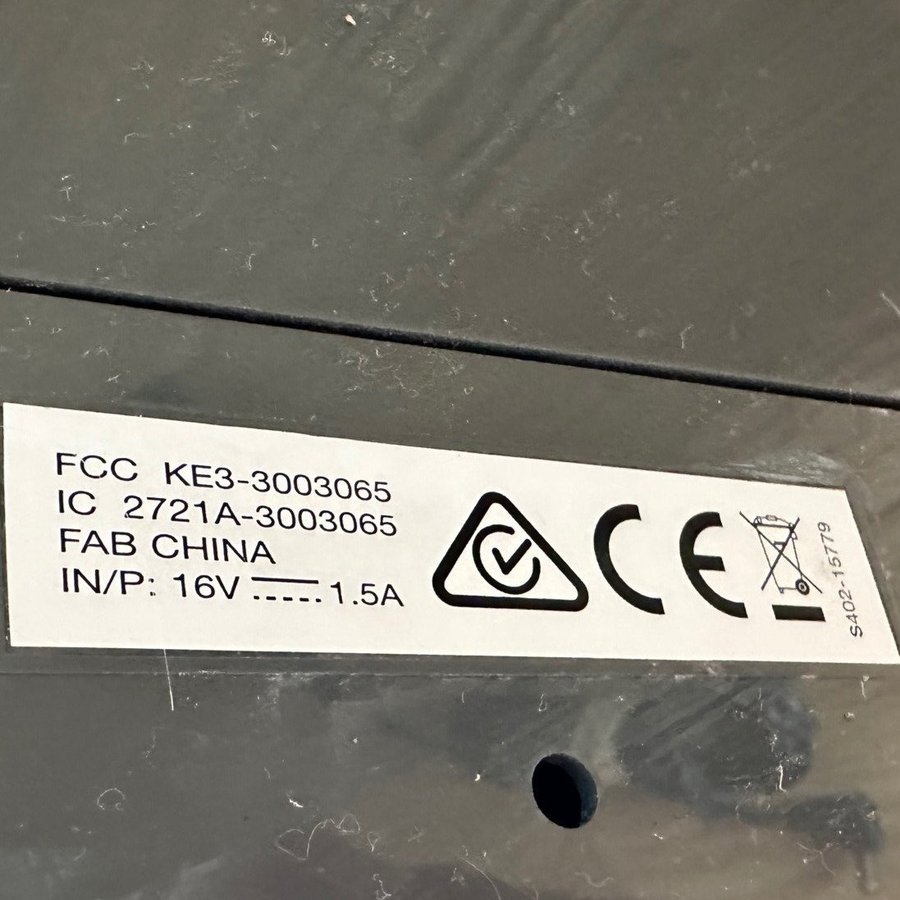 FCC KE3-3003065
IC 2721A-3003065
FAB CHINA
IN/P: 16V 1.5A
CE
S402-15779